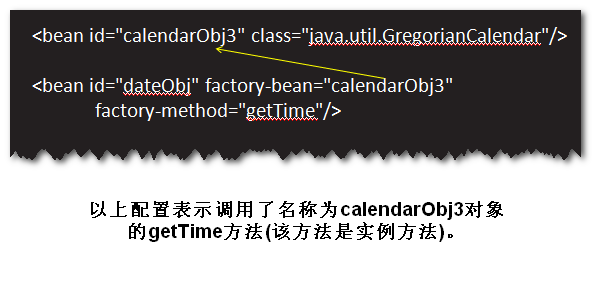 <bean id="calendarObj3" class="java.util.GregorianCalendar"/>
<bean id="dateObj" factory-bean="calendarObj3"
factory-method="getTime"/>
以上配置表示调用了名称为calendarObj3对象
的getTime方法(该方法是实例方法)。